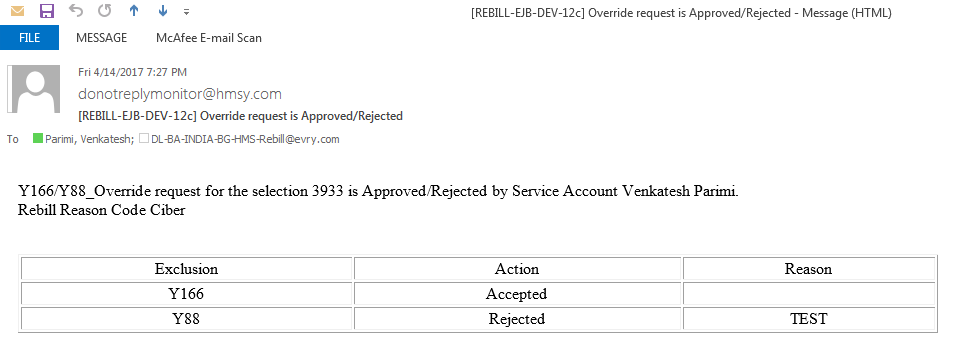 [REBILL-EJB-DEV-12c] Override request is Approved/Rejected - Message (HTML)
FILE MESSAGE McAfee E-mail Scan
Fri 4/14/2017 7:27 PM
donotreplymonitor@hmsy.com
[REBILL-EJB-DEV-12c] Override request is Approved/Rejected
To Parimi, Venkatesh; DL-BA-INDIA-BG-HMS-Rebill@evry.com
Y166/Y88_Override request for the selection 3933 is Approved/Rejected by Service Account Venkatesh Parimi.
Rebill Reason Code Ciber
Exclusion Action Reason
Y166 Accepted
Y88 Rejected TEST